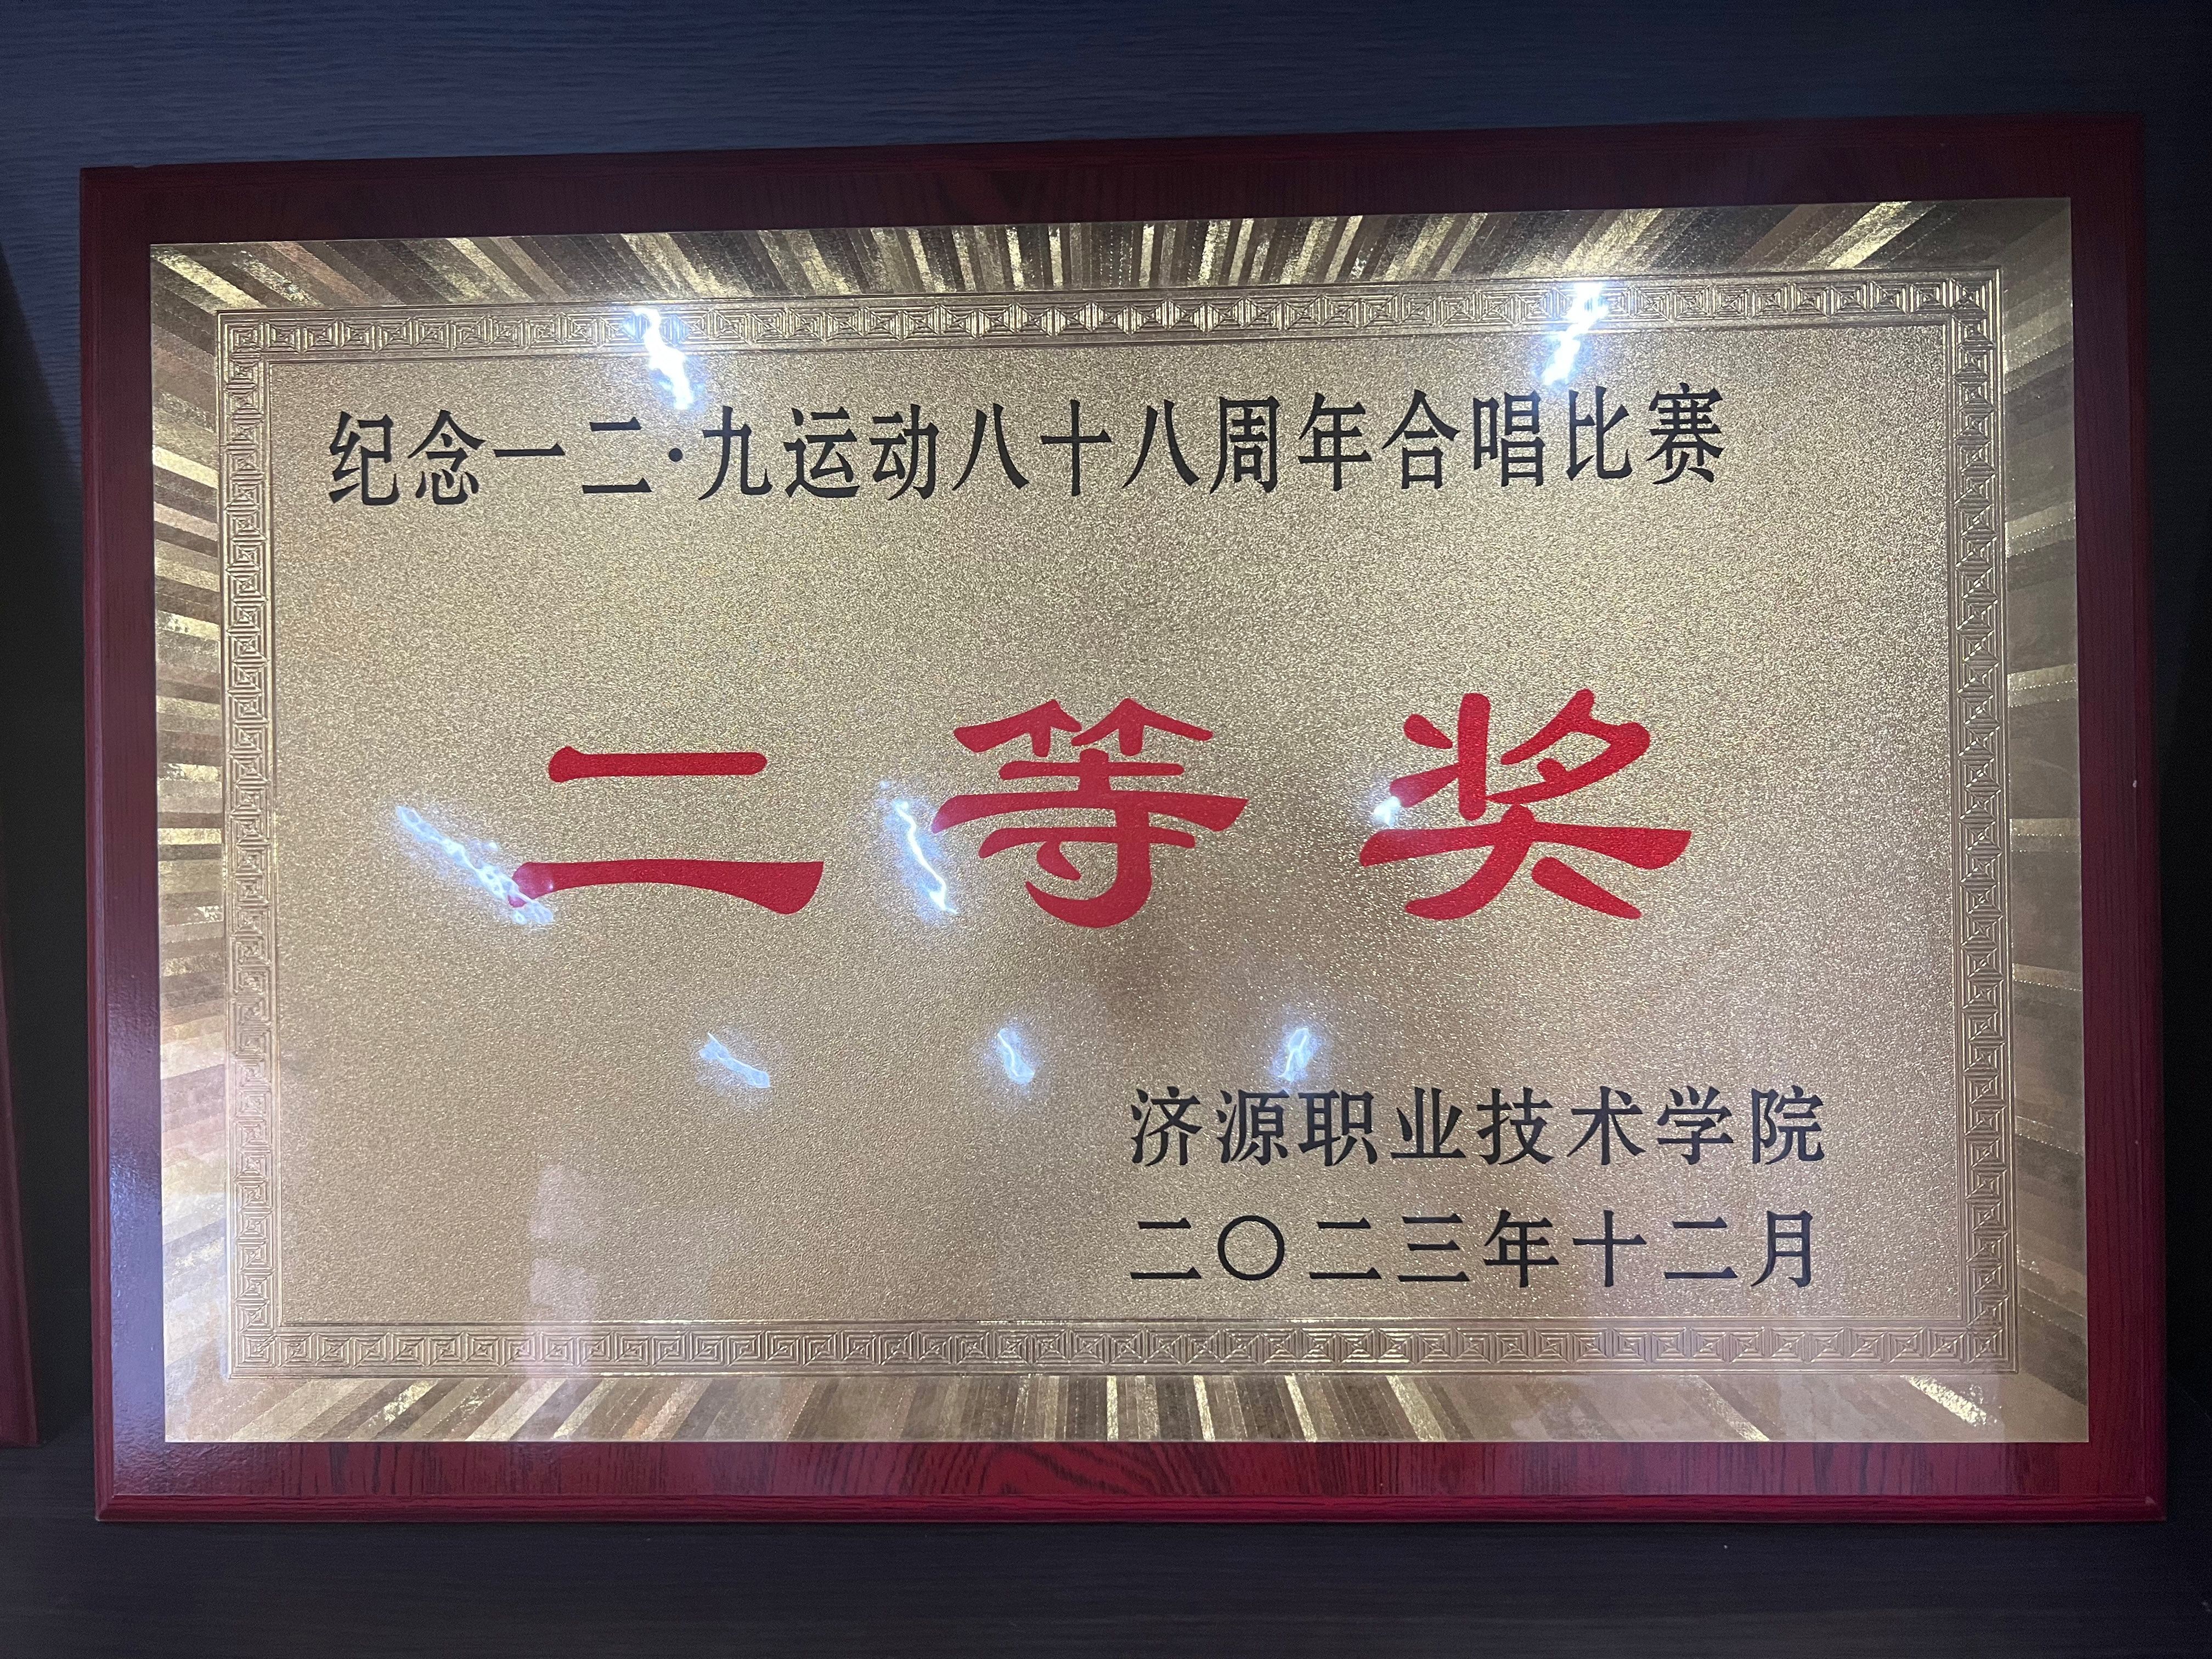 纪念一二·九运动八十八周年合唱比赛
二等奖
济源职业技术学院
二〇二三年十二月